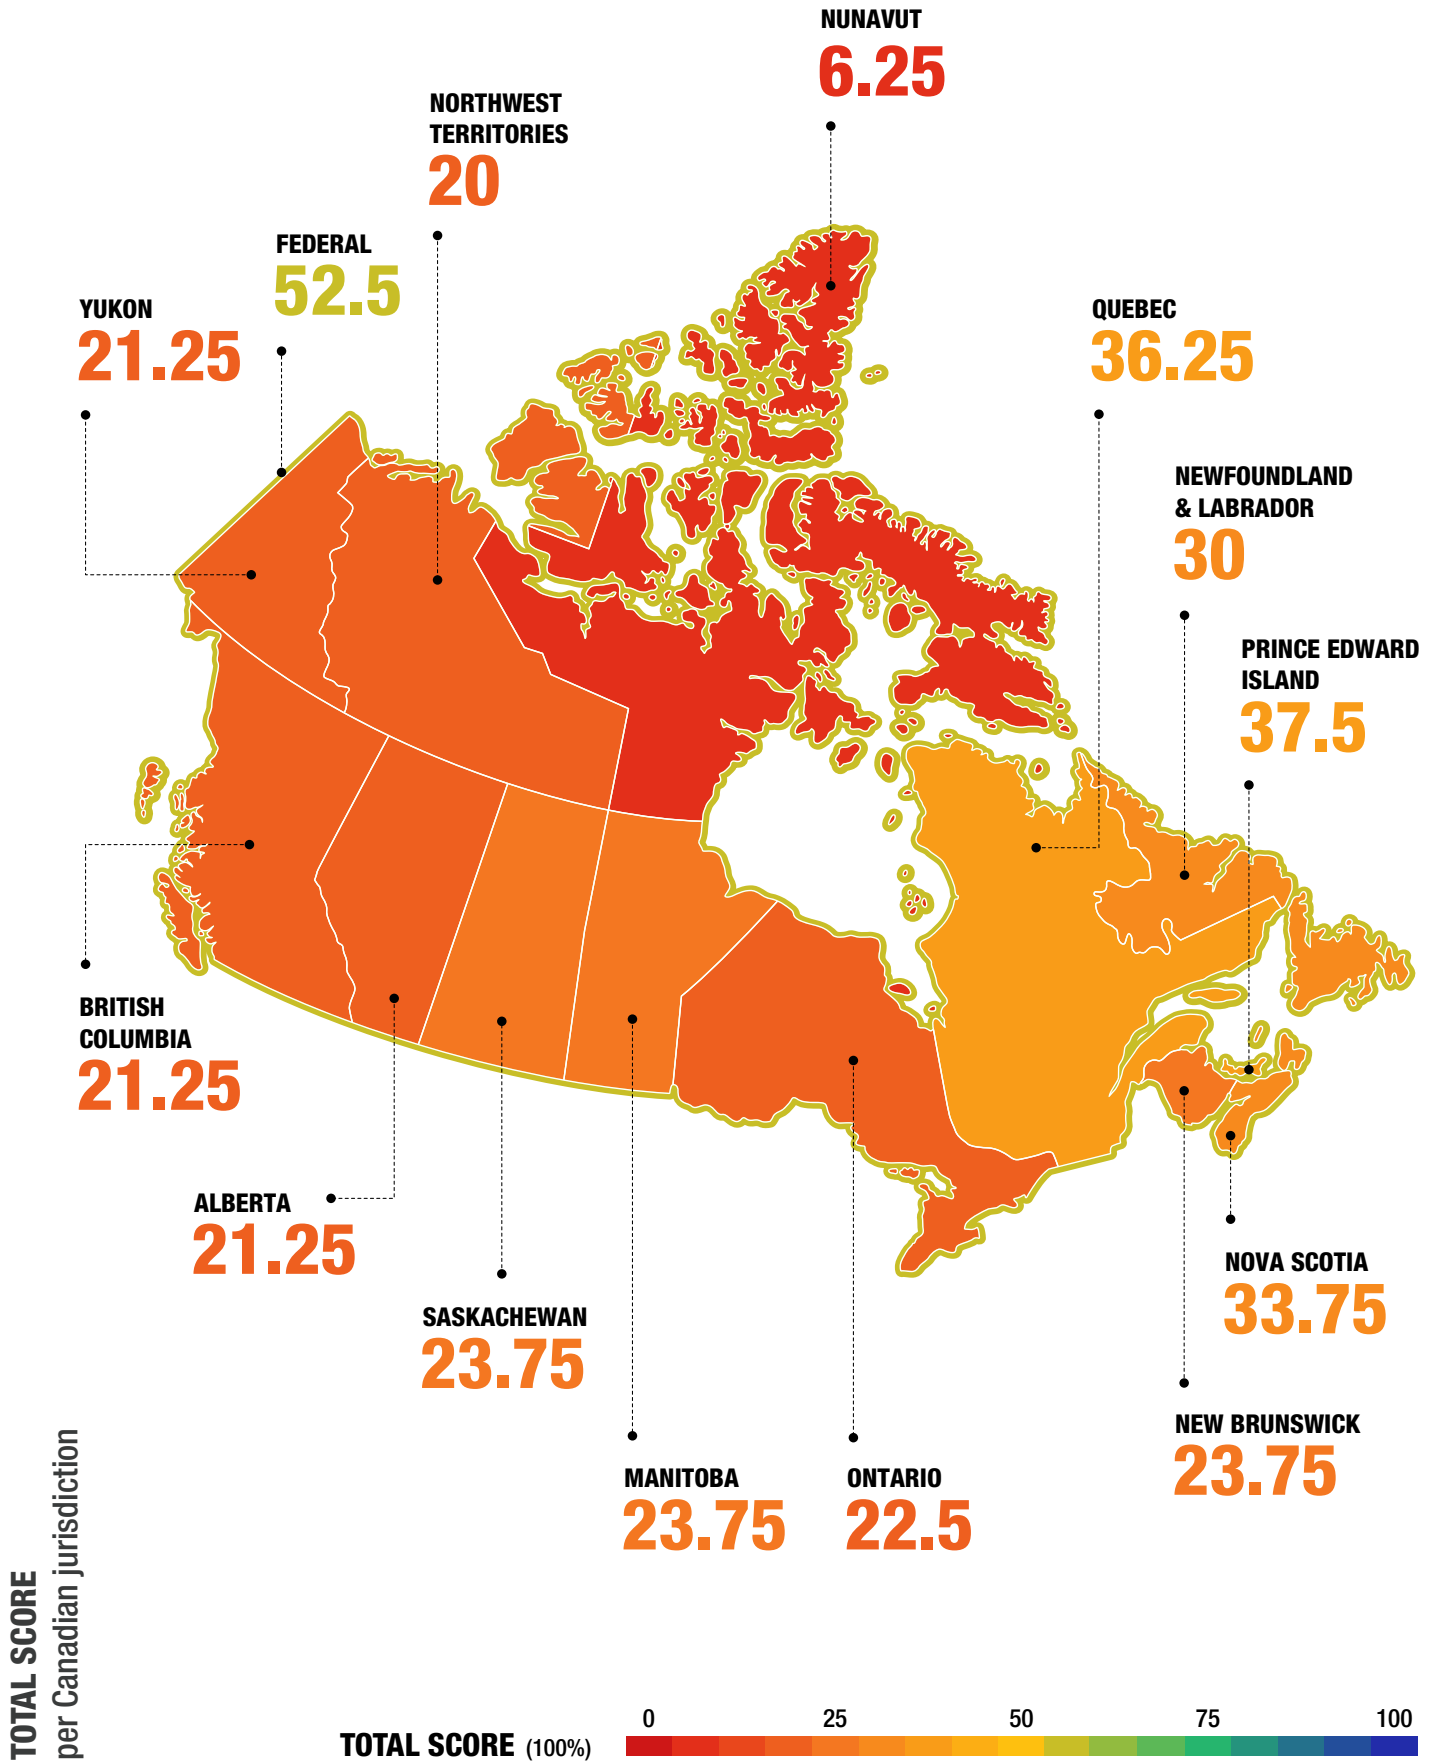 NUNAVUT
6.25
NORTHWEST
TERRITORIES
20
FEDERAL
52.5
YUKON
21.25
QUEBEC
36.25
NEWFOUNDLAND
& LABRADOR
30
PRINCE EDWARD
ISLAND
37.5
BRITISH
COLUMBIA
21.25
ALBERTA
21.25
SASKACHEWAN
23.75
MANITOBA
23.75
ONTARIO
22.5
NOVA SCOTIA
33.75
NEW BRUNSWICK
23.75
TOTAL SCORE
per Canadian jurisdiction
0 25 50 75 100
TOTAL SCORE (100%)